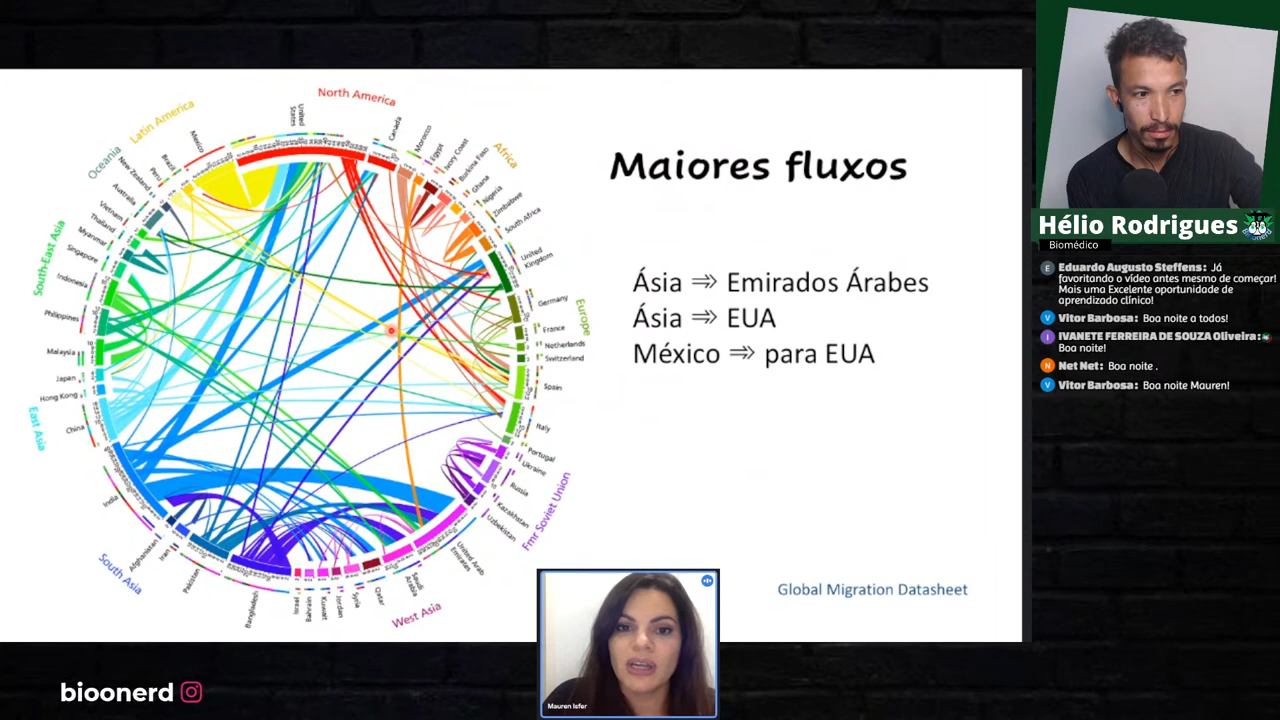 North America
Latin America
Oceania
South-East Asia
East Asia
South Asia
West Asia
Frmr Soviet Union
Europe
Africa
United
States
Canada
Morocco
Egypt
Ivory Coast
Burkina Faso
Ghana
Nigeria
Zimbabwe
South Africa
United
Kingdom
Germany
France
Netherlands
Switzerland
Spain
Italy
Portugal
Ukraine
Russia
Kazakhstan
Uzbekistan
United Arab
Emirates
Saudi
Arabia
Qatar
Syria
Jordan
Kuwait
Bahrain
Israel
Bangladesh
Pakistan
Iran
Afghanistan
India
China
Hong Kong
Japan
Malaysia
Philippines
Indonesia
Singapore
Myanmar
Thailand
Vietnam
Australia
New Zealand
Peru
Brazil
Mexico
Maiores fluxos
Ásia ⇒ Emirados Árabes
Ásia ⇒ EUA
México ⇒ para EUA
Global Migration Datasheet
Hélio Rodrigues
Biomédico
E Eduardo Augusto Steffens: Já
favoritando o vídeo antes mesmo de começar!
Mais uma Excelente oportunidade de
aprendizado clínico!
V Vitor Barbosa: Boa noite a todos!
I IVANETE FERREIRA DE SOUZA Oliveira:
Boa noite!
N Net Net: Boa noite .
V Vitor Barbosa: Boa noite Mauren!
Mauren Isfer
bioonerd